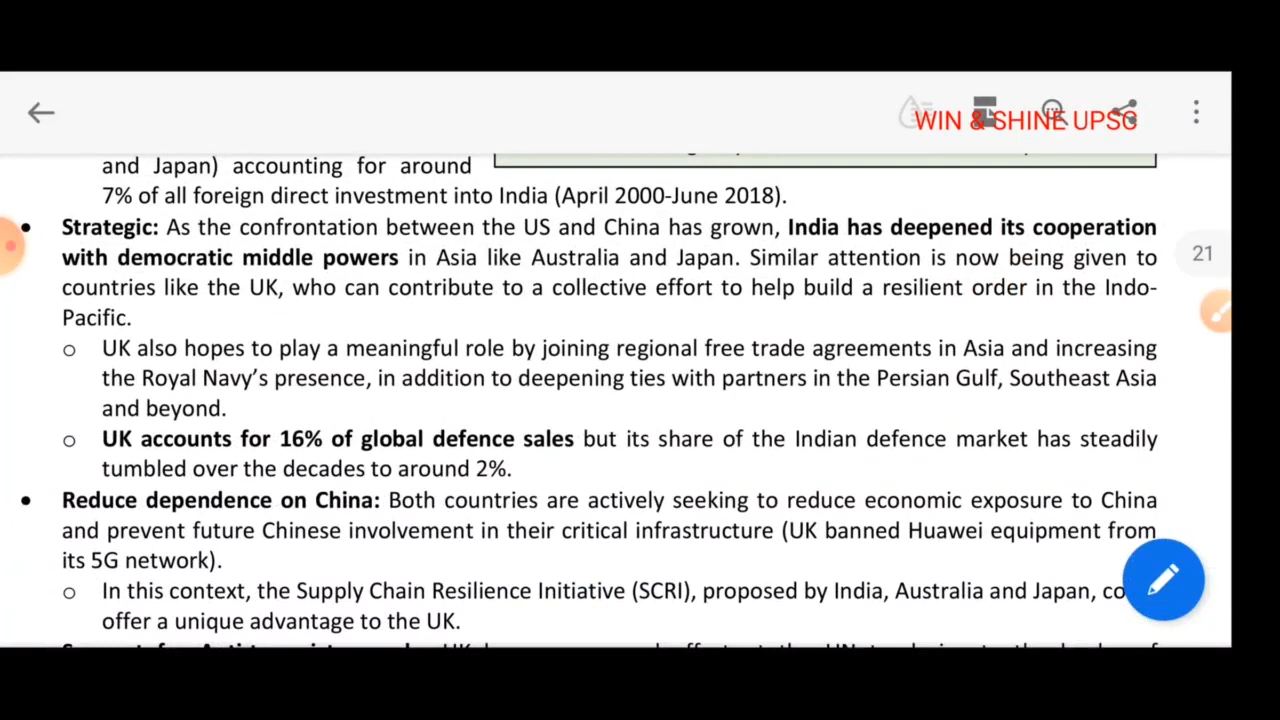 WIN & SHINE UPSC
and Japan) accounting for around
7% of all foreign direct investment into India (April 2000-June 2018).
• Strategic: As the confrontation between the US and China has grown, India has deepened its cooperation
with democratic middle powers in Asia like Australia and Japan. Similar attention is now being given to
21
countries like the UK, who can contribute to a collective effort to help build a resilient order in the Indo-
Pacific.
o UK also hopes to play a meaningful role by joining regional free trade agreements in Asia and increasing
the Royal Navy’s presence, in addition to deepening ties with partners in the Persian Gulf, Southeast Asia
and beyond.
o UK accounts for 16% of global defence sales but its share of the Indian defence market has steadily
tumbled over the decades to around 2%.
• Reduce dependence on China: Both countries are actively seeking to reduce economic exposure to China
and prevent future Chinese involvement in their critical infrastructure (UK banned Huawei equipment from
its 5G network).
o In this context, the Supply Chain Resilience Initiative (SCRI), proposed by India, Australia and Japan,
offer a unique advantage to the UK.